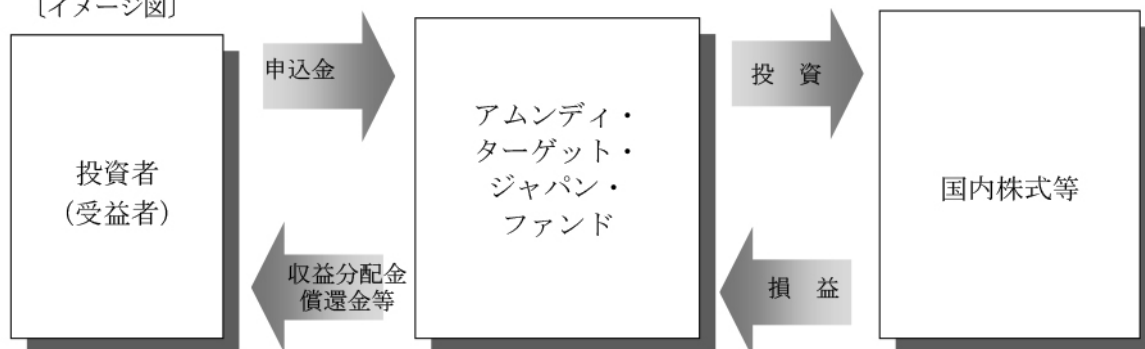 〔イメージ図〕
申込金
投　資
アムンディ・
ターゲット・
ジャパン・
ファンド
投資者
（受益者）
国内株式等
収益分配金
償還金等
損　益